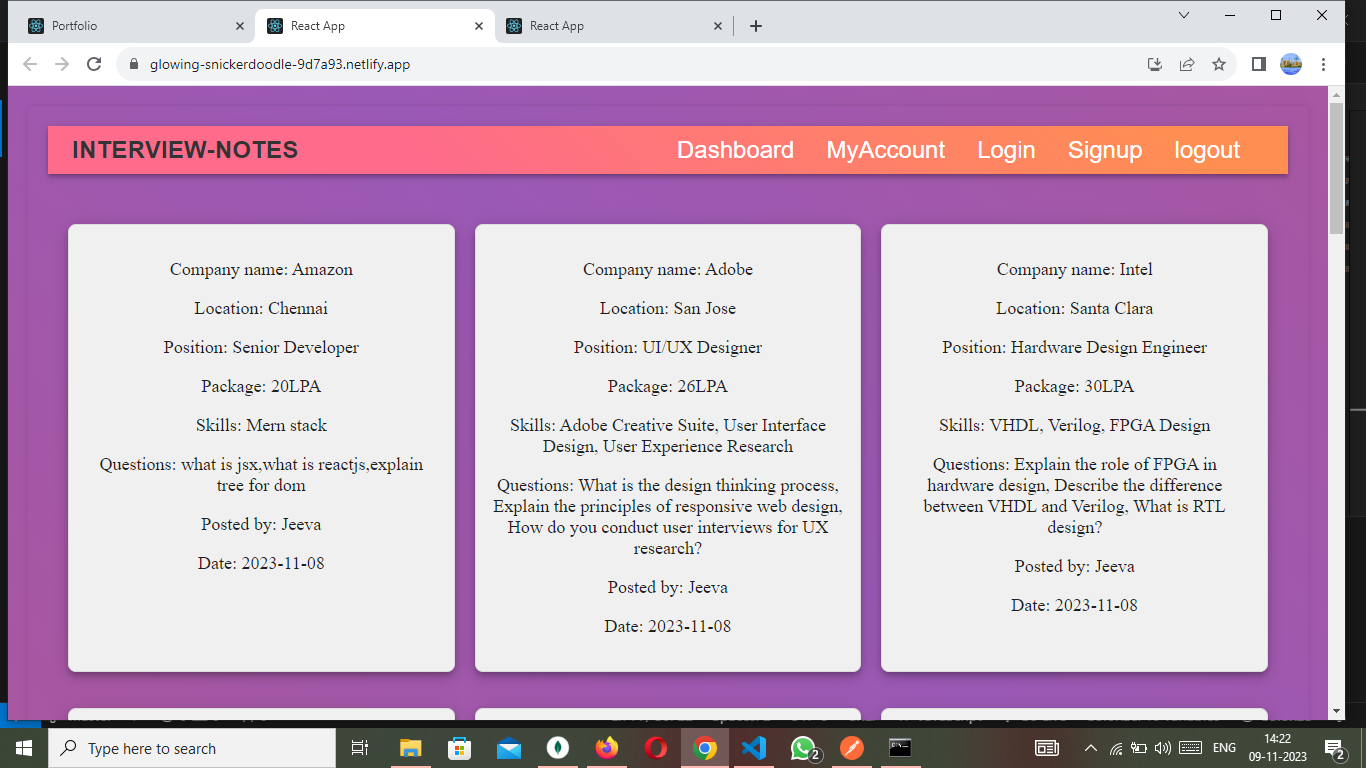 Portfolio
React App
React App
glowing-snickerdoodle-9d7a93.netlify.app
INTERVIEW-NOTES
Dashboard
MyAccount
Login
Signup
logout
Company name: Amazon
Location: Chennai
Position: Senior Developer
Package: 20LPA
Skills: Mern stack
Questions: what is jsx,what is reactjs,explain
tree for dom
Posted by: Jeeva
Date: 2023-11-08
Company name: Adobe
Location: San Jose
Position: UI/UX Designer
Package: 26LPA
Skills: Adobe Creative Suite, User Interface
Design, User Experience Research
Questions: What is the design thinking process,
Explain the principles of responsive web design,
How do you conduct user interviews for UX
research?
Posted by: Jeeva
Date: 2023-11-08
Company name: Intel
Location: Santa Clara
Position: Hardware Design Engineer
Package: 30LPA
Skills: VHDL, Verilog, FPGA Design
Questions: Explain the role of FPGA in
hardware design, Describe the difference
between VHDL and Verilog, What is RTL
design?
Posted by: Jeeva
Date: 2023-11-08
Type here to search
2
ENG
14:22
09-11-2023
2